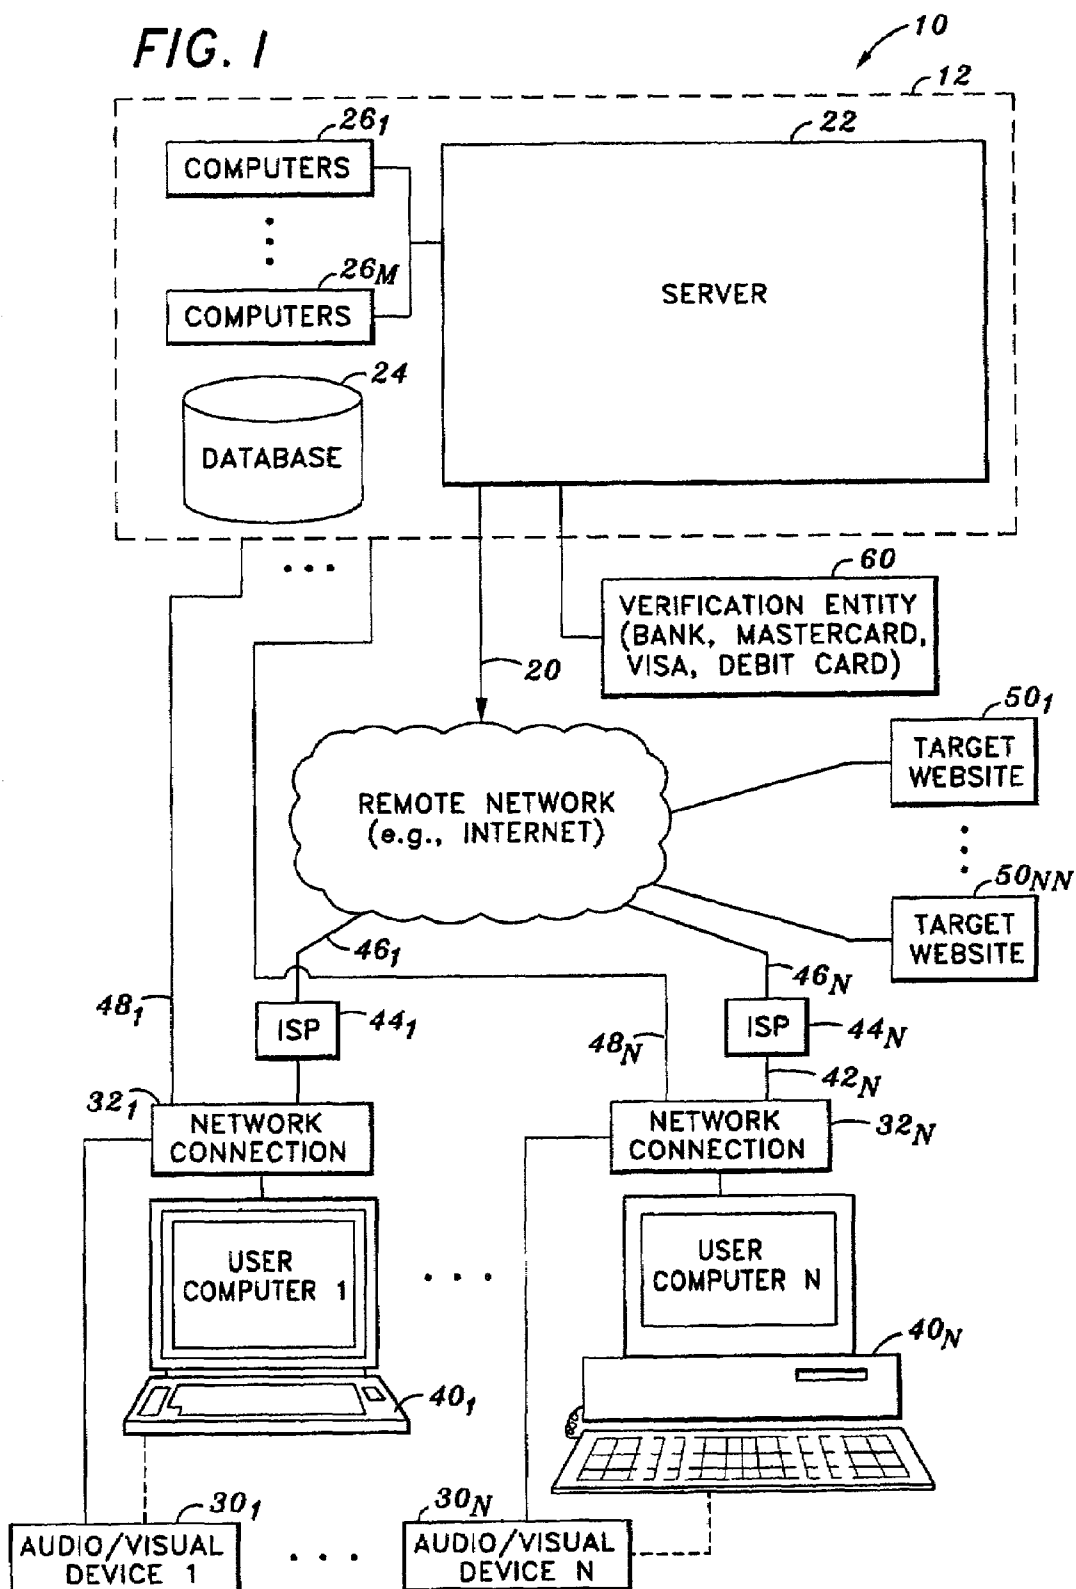 FIG. 1
10
12
26₁
COMPUTERS
22
SERVER
26M
COMPUTERS
24
DATABASE
60
VERIFICATION ENTITY
(BANK, MASTERCARD,
VISA, DEBIT CARD)
20
50₁
TARGET
WEBSITE
REMOTE NETWORK
(e.g., INTERNET)
50NN
TARGET
WEBSITE
46₁
46N
48₁
ISP
44₁
48N
ISP
44N
42N
32₁
NETWORK
CONNECTION
NETWORK
CONNECTION
32N
USER
COMPUTER 1
USER
COMPUTER N
40₁
40N
30₁
AUDIO/VISUAL
DEVICE 1
30N
AUDIO/VISUAL
DEVICE N